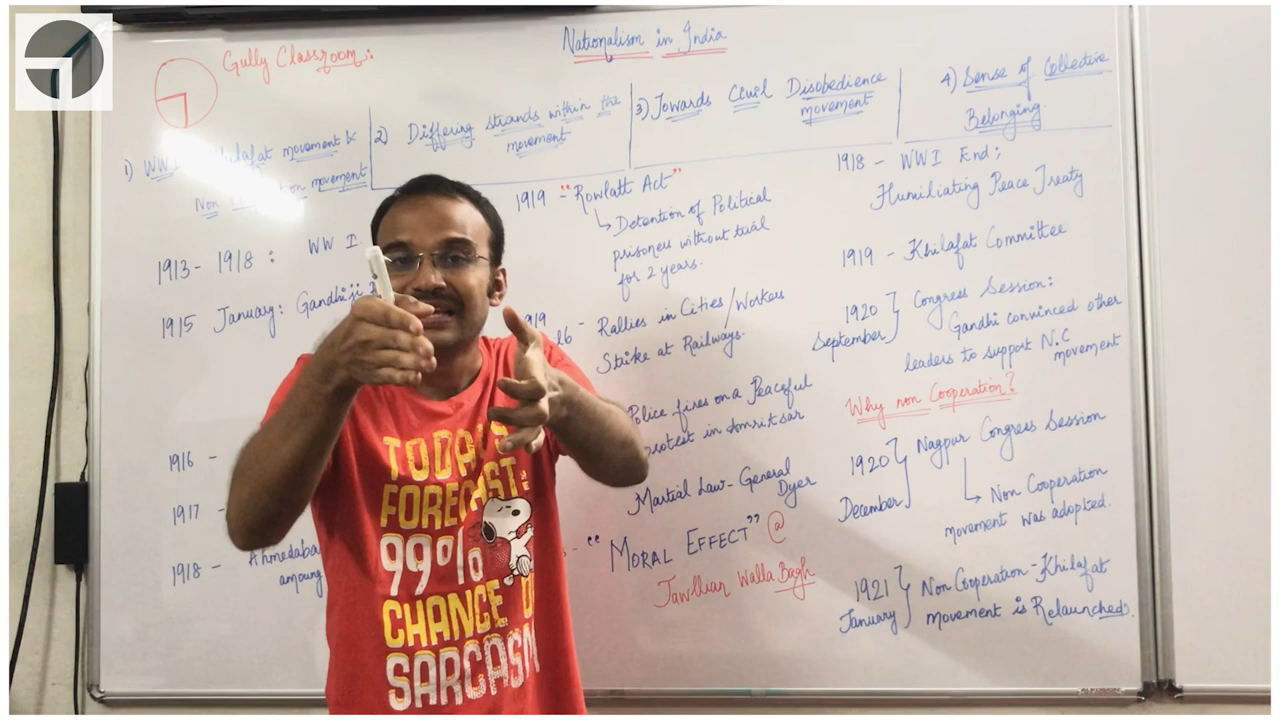 Gully Classroom:
Nationalism in India
1) WWI Khilafat movement &
Non movement
2) Differing strands within the
movement
3) Towards Civil Disobedience
movement
4) Sense of Collective
Belonging
1913- 1918 : WW I.
1915 January: Gandhiji
1916 -
1917 -
1918 - Ahmedaba
among
1919 - "Rowlatt Act"
↳ Detention of Political
prisoners without trial
for 2 years.
Rallies in Cities/Workers
Strike at Railways.
Police fires on a Peaceful
protest in Amritsar
Martial Law - General
Dyer
"MORAL EFFECT" @
Jawllian Walla Bagh
1918 - WWI End;
Humiliating Peace Treaty
1919 - Khilafat Committee
1920 September } Congress Session:
Gandhi convinced other
leaders to support N.C
movement
Why non Cooperation?
1920 December } Nagpur Congress Session
↳ Non Cooperation
movement was adopted.
1921 January } Non Cooperation - Khilafat
movement is Relaunched.
TODAY'S
FORECAST:
99%
CHANCE O
SARCASM